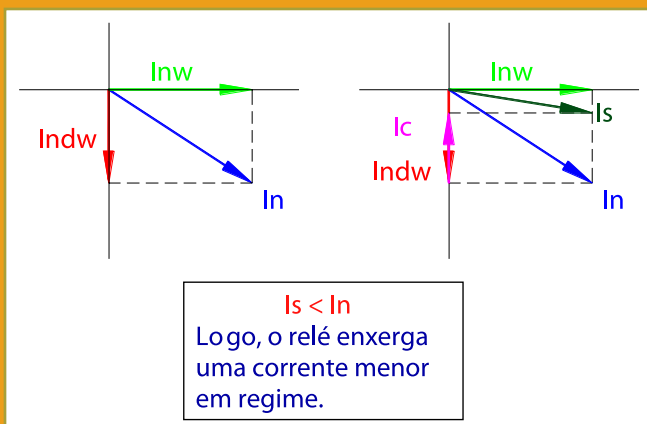 Inw
Indw
In
Inw
Is
Ic
Indw
In
Is < In
Logo, o relé enxerga
uma corrente menor
em regime.